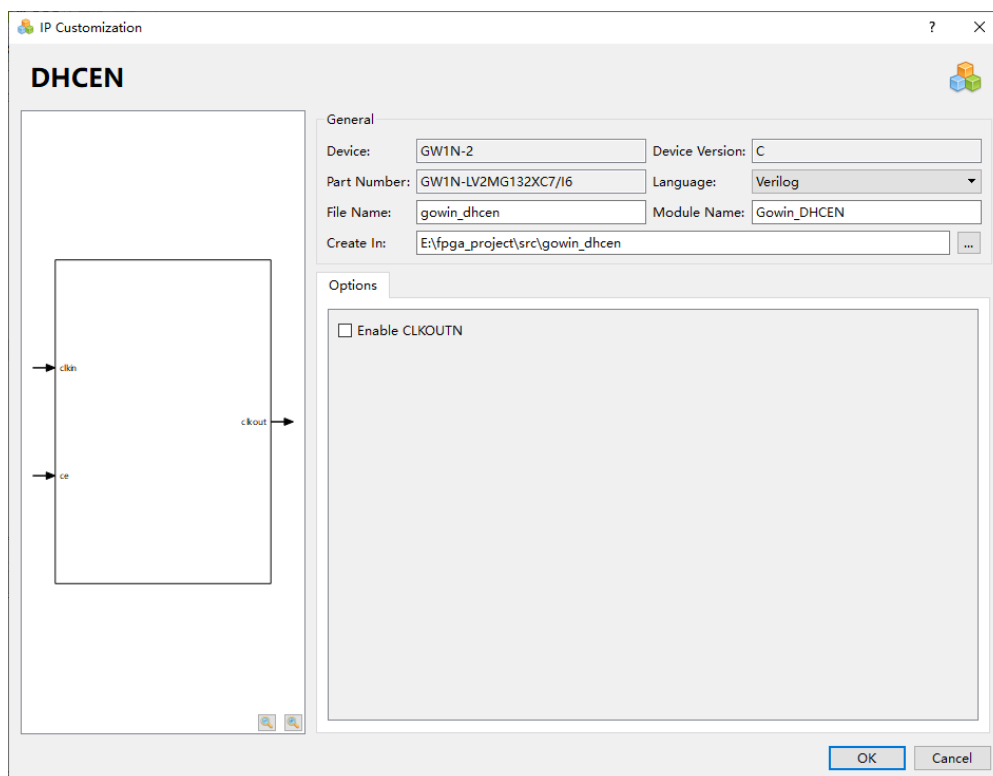 IP Customization
DHCEN
General
Device: GW1N-2 Device Version: C
Part Number: GW1N-LV2MG132XC7/I6 Language: Verilog
File Name: gowin_dhcen Module Name: Gowin_DHCEN
Create In: E:\fpga_project\src\gowin_dhcen ...
Options
Enable CLKOUTN
clkin
clkout
ce
OK Cancel